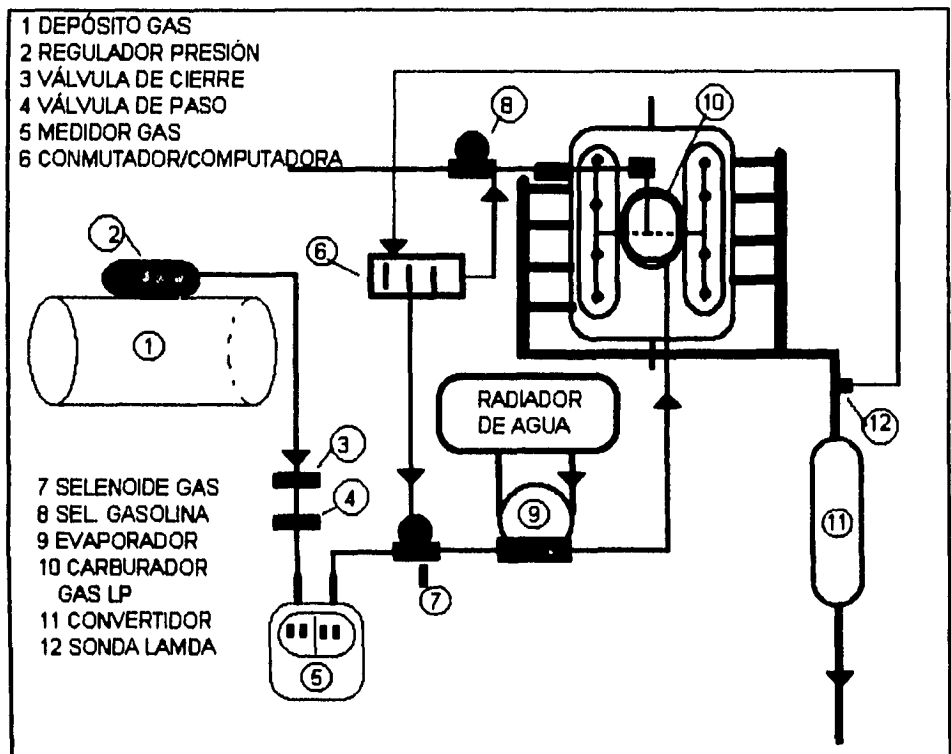 1 DEPÓSITO GAS
2 REGULADOR PRESIÓN
3 VÁLVULA DE CIERRE
4 VÁLVULA DE PASO
5 MEDIDOR GAS
6 CONMUTADOR/COMPUTADORA
8
10
2
6
1
RADIADOR
DE AGUA
12
3
7 SELENOIDE GAS
8 SEL. GASOLINA
9 EVAPORADOR
10 CARBURADOR
GAS LP
11 CONVERTIDOR
12 SONDA LAMDA
4
9
11
7
5